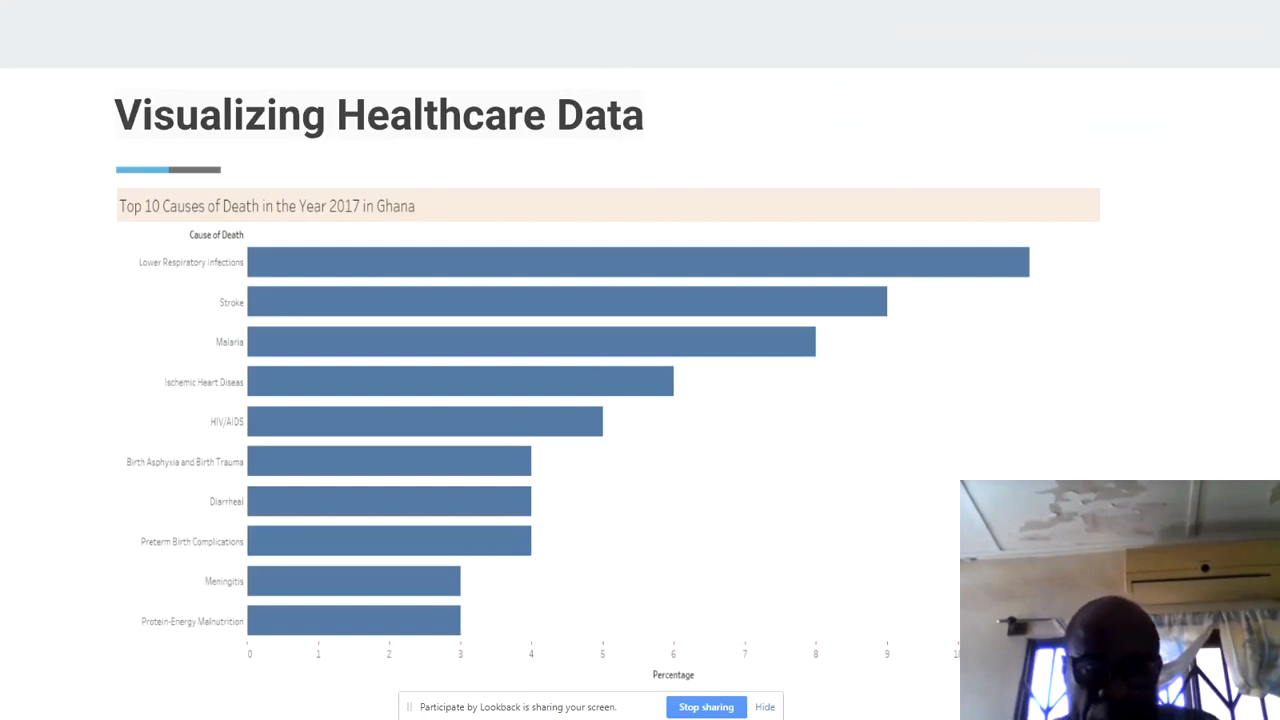 Visualizing Healthcare Data
Top 10 Causes of Death in the Year 2017 in Ghana
Cause of Death
Lower Respiratory Infections
Stroke
Malaria
Ischemic Heart Diseas
HIV/AIDS
Birth Asphyxia and Birth Trauma
Diarrheal
Preterm Birth Complications
Meningitis
Protein-Energy Malnutrition
0 1 2 3 4 5 6 7 8 9
Percentage
Participate by Lookback is sharing your screen. Stop sharing Hide